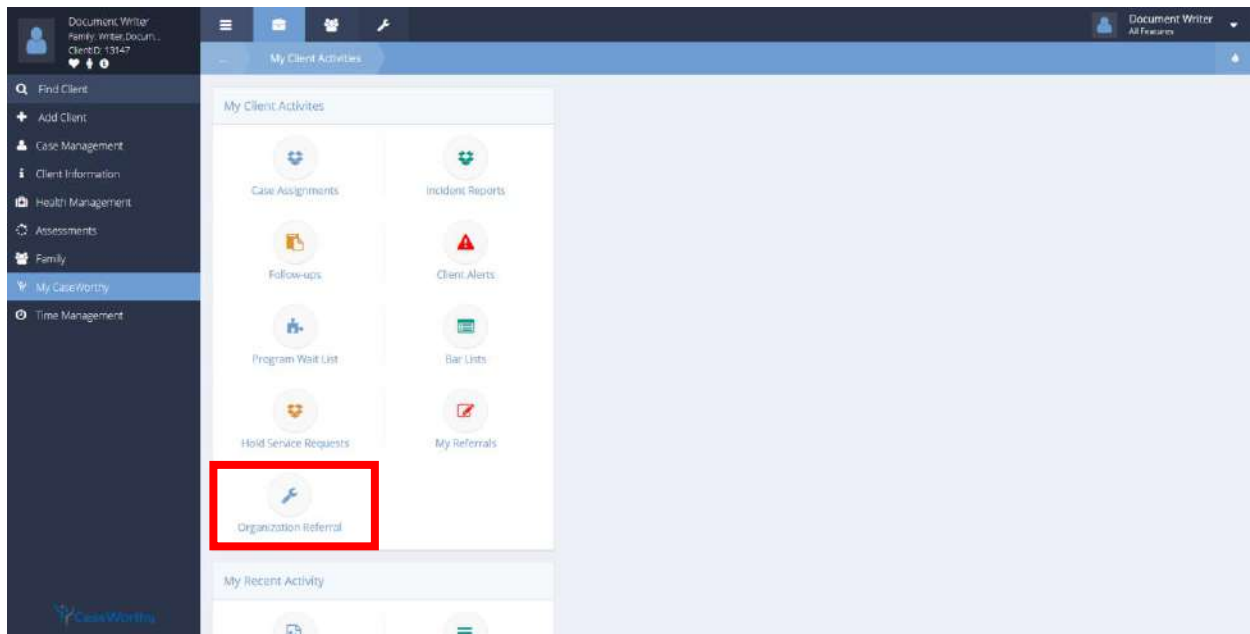 Document Writer
Family: Writer, Docum...
ClientID: 13147
Document Writer
All Features
... My Client Activities
Find Client
Add Client
Case Management
Client Information
Health Management
Assessments
Family
My CaseWorthy
Time Management
My Client Activites
Case Assignments
Incident Reports
Follow-ups
Client Alerts
Program Wait List
Bar Lists
Hold Service Requests
My Referrals
Organization Referral
My Recent Activity
CaseWorthy